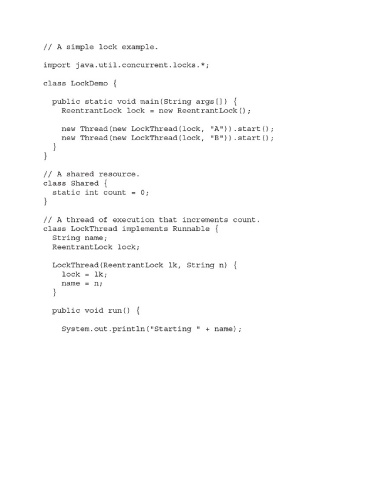 // A simple lock example.
import java.util.concurrent.locks.*;
class LockDemo {
public static void main(String args[]) {
ReentrantLock lock = new ReentrantLock();
new Thread(new LockThread(lock, "A")).start();
new Thread(new LockThread(lock, "B")).start();
}
}
// A shared resource.
class Shared {
static int count = 0;
}
// A thread of execution that increments count.
class LockThread implements Runnable {
String name;
ReentrantLock lock;
LockThread(ReentrantLock lk, String n) {
lock = lk;
name = n;
}
public void run() {
System.out.println("Starting " + name);